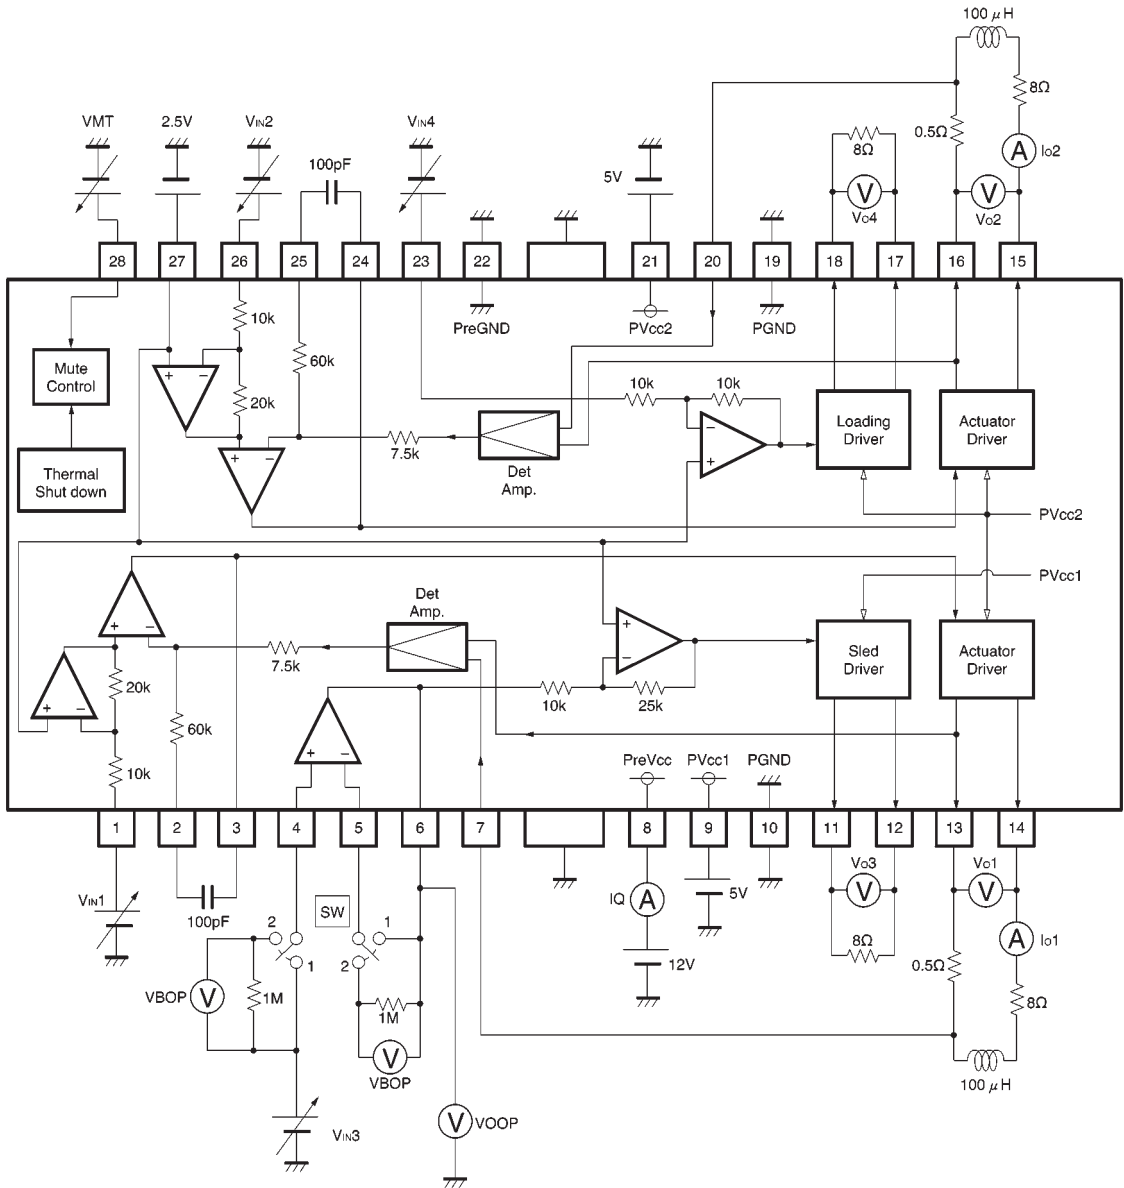 100 μH
8Ω
0.5Ω
A
IO2
V
VO2
VMT
2.5V
VIN2
100pF
VIN4
5V
8Ω
V
VO4
28
27
26
25
24
23
22
21
20
19
18
17
16
15
PreGND
PVcc2
PGND
10k
60k
20k
Mute
Control
Thermal
Shut down
+
−
+
−
7.5k
Det
Amp.
10k
10k
−
+
Loading
Driver
Actuator
Driver
PVcc2
PVcc1
Det
Amp.
+
−
7.5k
20k
+
−
60k
10k
+
−
+
−
10k
25k
Sled
Driver
Actuator
Driver
PreVcc
PVcc1
PGND
1
2
3
4
5
6
7
8
9
10
11
12
13
14
VIN1
100pF
2
1
SW
1
2
VBOP
V
1M
1M
V
VBOP
VIN3
V
VOOP
IQ
A
12V
5V
VO3
V
8Ω
VO1
V
0.5Ω
A
IO1
8Ω
100 μH